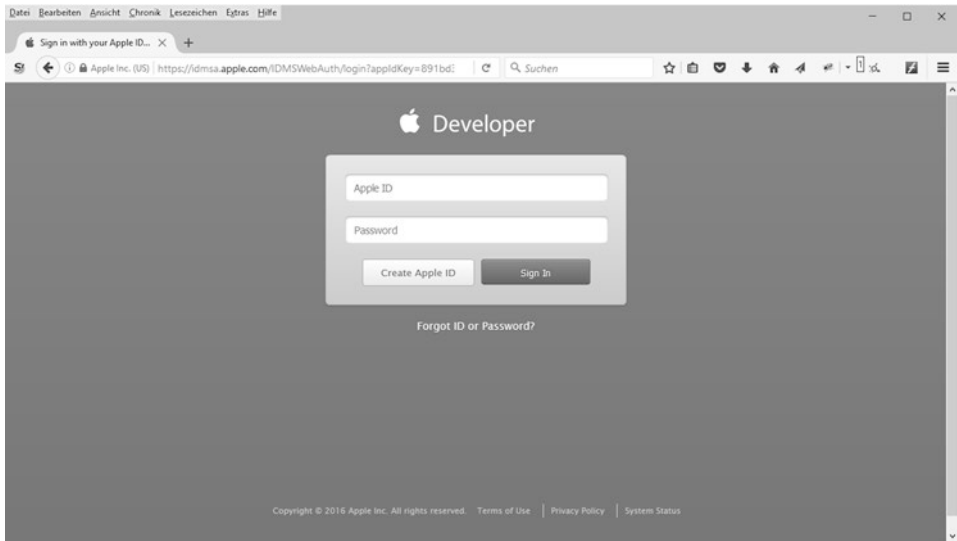 Datei Bearbeiten Ansicht Chronik Lesezeichen Extras Hilfe
Sign in with your Apple ID...
Apple Inc. (US) https://idmsa.apple.com/IDMSWebAuth/login?appIdKey=891bd3 Suchen
Developer
Apple ID
Password
Create Apple ID Sign In
Forgot ID or Password?
Copyright © 2016 Apple Inc. All rights reserved. Terms of Use | Privacy Policy | System Status